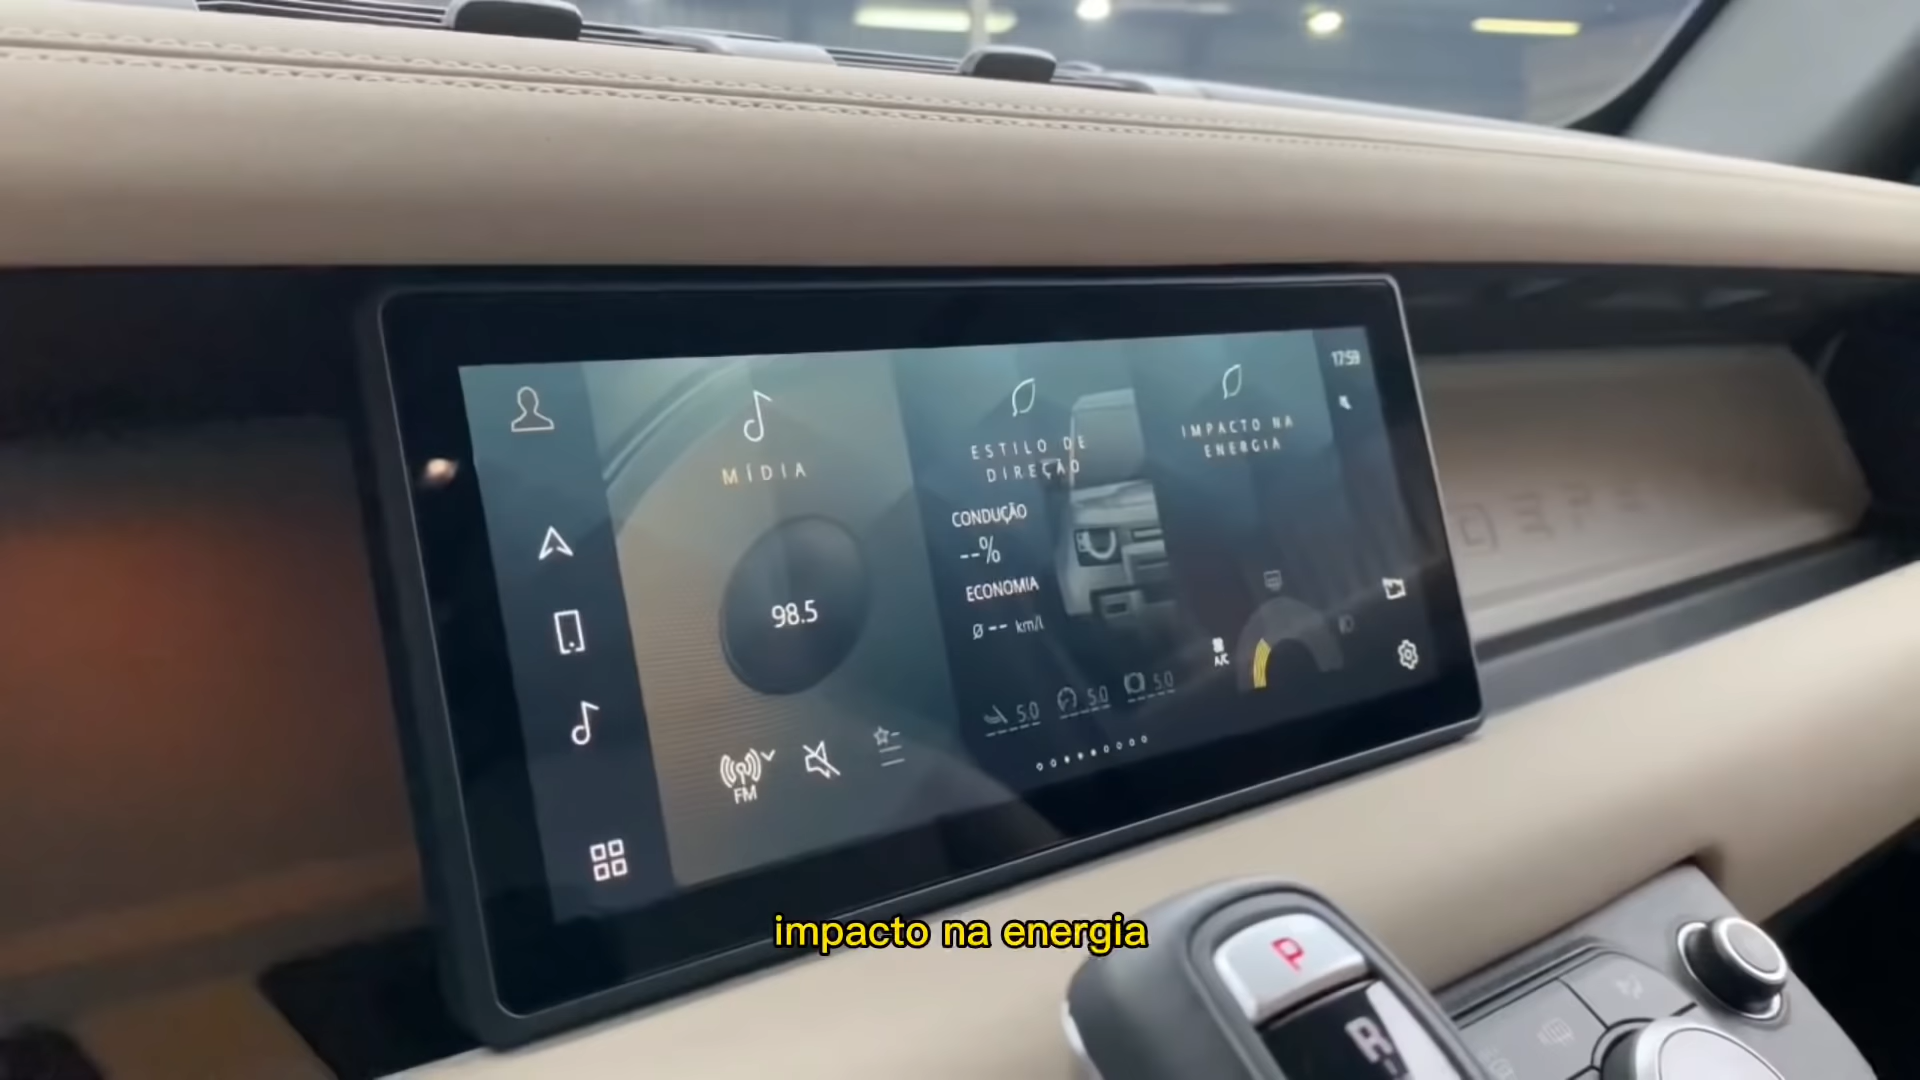 17:59
MÍDIA
98.5
FM
ESTILO DE
DIREÇÃO
CONDUÇÃO
--%
ECONOMIA
Ø -- km/l
5.0 5.0 5.0
IMPACTO NA
ENERGIA
A/C
impacto na energia
P
R